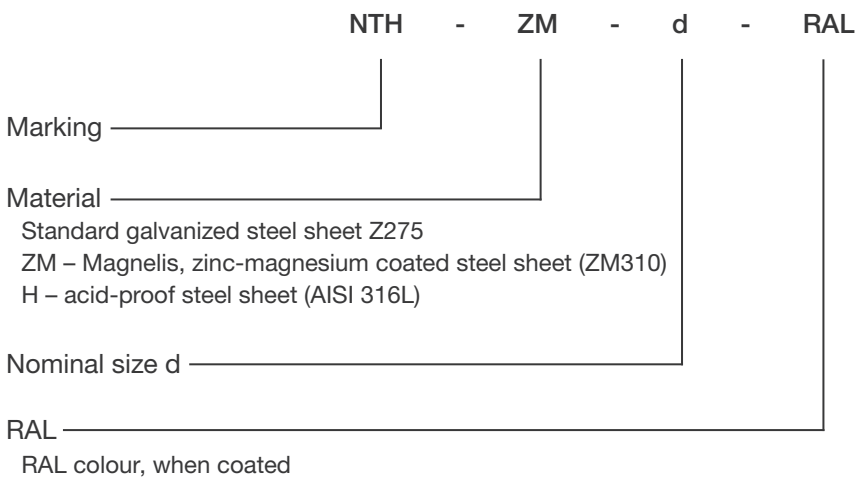 NTH - ZM - d - RAL
Marking
Material
Standard galvanized steel sheet Z275
ZM – Magnelis, zinc-magnesium coated steel sheet (ZM310)
H – acid-proof steel sheet (AISI 316L)
Nominal size d
RAL
RAL colour, when coated